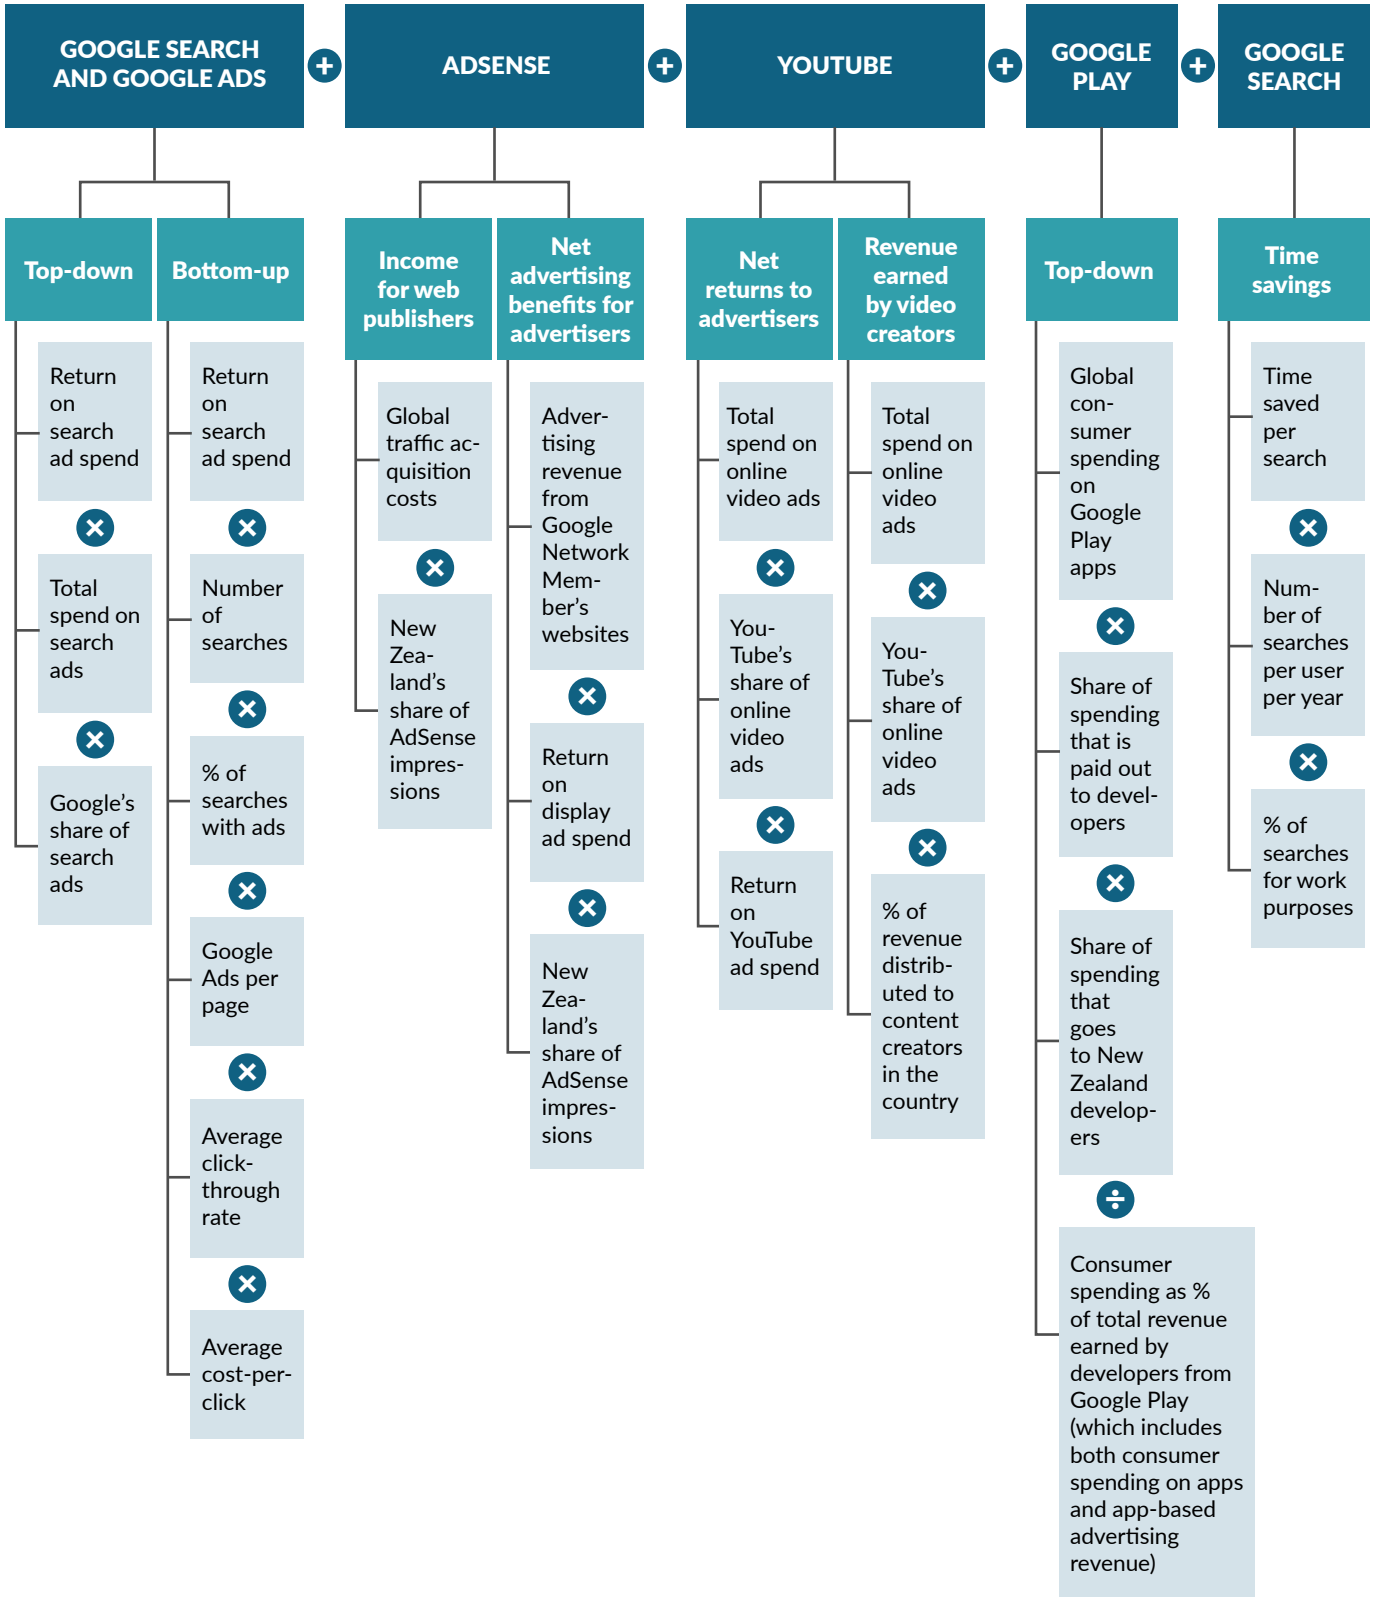 GOOGLE SEARCH
AND GOOGLE ADS
+
ADSENSE
+
YOUTUBE
+
GOOGLE
PLAY
+
GOOGLE
SEARCH
Top-down
Return
on
search
ad spend
×
Total
spend on
search
ads
×
Google's
share of
search
ads
Bottom-up
Return
on
search
ad spend
×
Number
of
searches
×
% of
searches
with ads
×
Google
Ads per
page
×
Average
click-
through
rate
×
Average
cost-per-
click
Income
for web
publishers
Global
traffic ac-
quisition
costs
×
New
Zea-
land's
share of
AdSense
impres-
sions
Net
advertising
benefits for
advertisers
Adver-
tising
revenue
from
Google
Network
Mem-
ber's
websites
×
Return
on
display
ad spend
×
New
Zea-
land's
share of
AdSense
impres-
sions
Net
returns to
advertisers
Total
spend on
online
video ads
×
You-
Tube's
share of
online
video
ads
×
Return
on
YouTube
ad spend
Revenue
earned
by video
creators
Total
spend on
online
video
ads
×
You-
Tube's
share of
online
video
ads
×
% of
revenue
distrib-
uted to
content
creators
in the
country
Top-down
Global
con-
sumer
spending
on
Google
Play
apps
×
Share of
spending
that is
paid out
to devel-
opers
×
Share of
spending
that
goes
to New
Zealand
develop-
ers
÷
Consumer
spending as %
of total revenue
earned by
developers from
Google Play
(which includes
both consumer
spending on apps
and app-based
advertising
revenue)
Time
savings
Time
saved
per
search
×
Num-
ber of
searches
per user
per year
×
% of
searches
for work
purposes